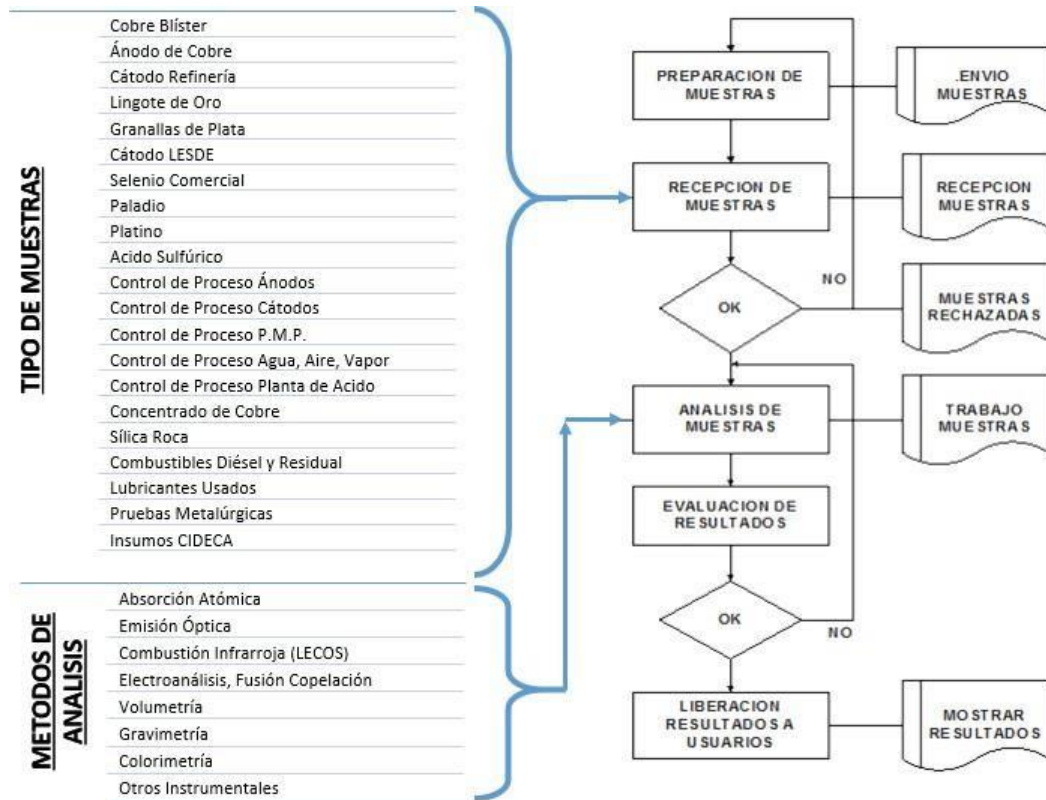 TIPO DE MUESTRAS
Cobre Blíster
Ánodo de Cobre
Cátodo Refinería
Lingote de Oro
Granallas de Plata
Cátodo LESDE
Selenio Comercial
Paladio
Platino
Acido Sulfúrico
Control de Proceso Ánodos
Control de Proceso Cátodos
Control de Proceso P.M.P.
Control de Proceso Agua, Aire, Vapor
Control de Proceso Planta de Acido
Concentrado de Cobre
Sílica Roca
Combustibles Diésel y Residual
Lubricantes Usados
Pruebas Metalúrgicas
Insumos CIDECA
METODOS DE
ANALISIS
Absorción Atómica
Emisión Óptica
Combustión Infrarroja (LECOS)
Electroanálisis, Fusión Copelación
Volumetría
Gravimetría
Colorimetría
Otros Instrumentales
PREPARACION DE
MUESTRAS
.ENVIO
MUESTRAS
RECEPCION DE
MUESTRAS
RECEPCION
MUESTRAS
OK
NO
MUESTRAS
RECHAZADAS
ANALISIS DE
MUESTRAS
TRABAJO
MUESTRAS
EVALUACION DE
RESULTADOS
OK
NO
LIBERACION
RESULTADOS A
USUARIOS
MOSTRAR
RESULTADOS